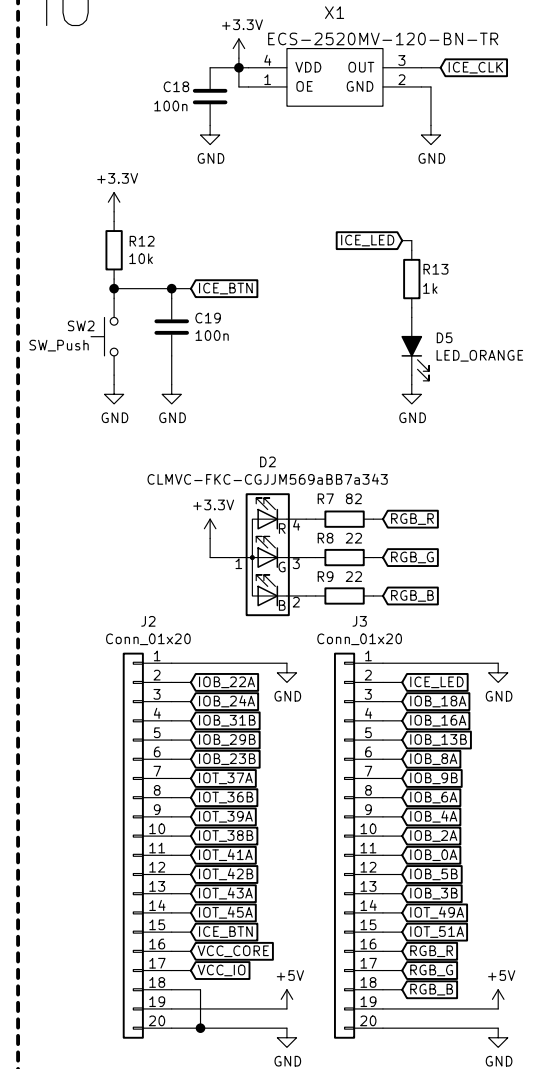 IO
X1
ECS-2520MV-120-BN-TR
+3.3V
4 VDD OUT 3 ICE_CLK
1 OE GND 2
C18
100n
GND
GND
+3.3V
R12
10k
ICE_BTN
SW2
SW_Push
C19
100n
GND
GND
ICE_LED
R13
1k
D5
LED_ORANGE
GND
D2
CLMVC-FKC-CGJJM569aBB7a343
+3.3V
1
R 4 R7 82 RGB_R
G 3 R8 22 RGB_G
B 2 R9 22 RGB_B
J2
Conn_01x20
1
GND
2 IOB_22A
3 IOB_24A
4 IOB_31B
5 IOB_29B
6 IOB_23B
7 IOT_37A
8 IOT_36B
9 IOT_39A
10 IOT_38B
11 IOT_41A
12 IOT_42B
13 IOT_43A
14 IOT_45A
15 ICE_BTN
16 VCC_CORE
17 VCC_IO
18
+5V
19
20
GND
J3
Conn_01x20
1
GND
2 ICE_LED
3 IOB_18A
4 IOB_16A
5 IOB_13B
6 IOB_8A
7 IOB_9B
8 IOB_6A
9 IOB_4A
10 IOB_2A
11 IOB_0A
12 IOB_5B
13 IOB_3B
14 IOT_49A
15 IOT_51A
16 RGB_R
17 RGB_G
18 RGB_B
+5V
19
20
GND